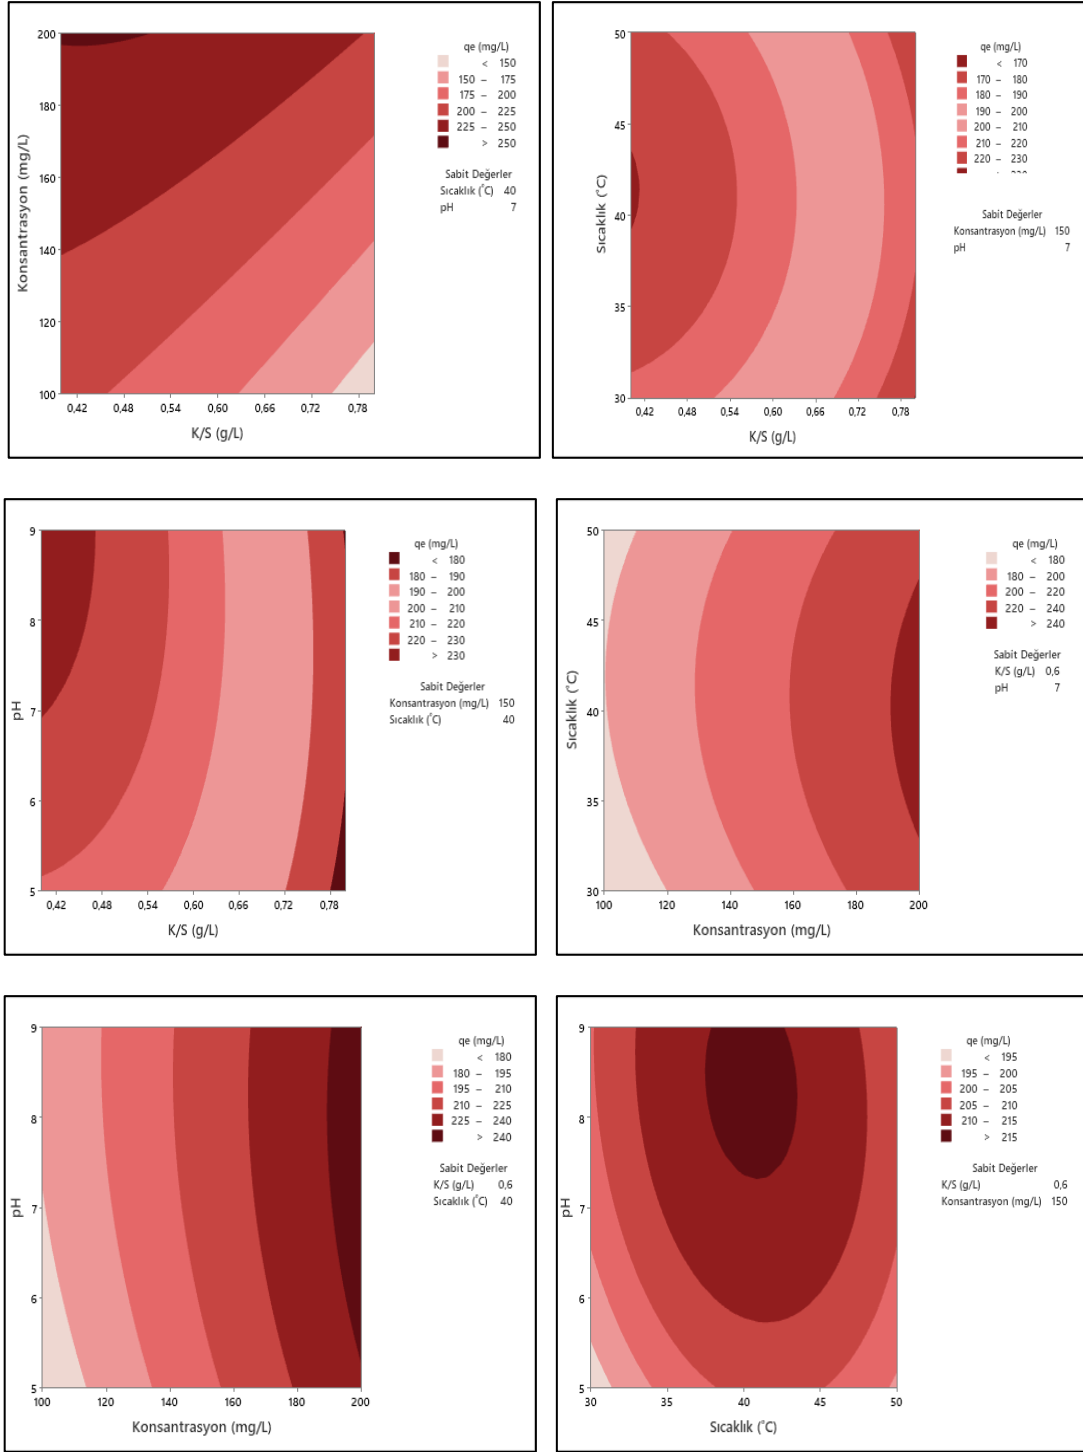 qe (mg/L)
< 150
150 – 175
175 – 200
200 – 225
225 – 250
> 250
Sabit Değerler
Sıcaklık (°C) 40
pH 7
Konsantrasyon (mg/L)
200
180
160
140
120
100
0,42 0,48 0,54 0,60 0,66 0,72 0,78
K/S (g/L)
qe (mg/L)
< 170
170 – 180
180 – 190
190 – 200
200 – 210
210 – 220
220 – 230
Sabit Değerler
Konsantrasyon (mg/L) 150
pH 7
Sıcaklık (°C)
50
45
40
35
30
0,42 0,48 0,54 0,60 0,66 0,72 0,78
K/S (g/L)
qe (mg/L)
< 180
180 – 190
190 – 200
200 – 210
210 – 220
220 – 230
> 230
Sabit Değerler
Konsantrasyon (mg/L) 150
Sıcaklık (°C) 40
pH
9
8
7
6
5
0,42 0,48 0,54 0,60 0,66 0,72 0,78
K/S (g/L)
qe (mg/L)
< 180
180 – 200
200 – 220
220 – 240
> 240
Sabit Değerler
K/S (g/L) 0,6
pH 7
Sıcaklık (°C)
50
45
40
35
30
100 120 140 160 180 200
Konsantrasyon (mg/L)
qe (mg/L)
< 180
180 – 195
195 – 210
210 – 225
225 – 240
> 240
Sabit Değerler
K/S (g/L) 0,6
Sıcaklık (°C) 40
pH
9
8
7
6
5
100 120 140 160 180 200
Konsantrasyon (mg/L)
qe (mg/L)
< 195
195 – 200
200 – 205
205 – 210
210 – 215
> 215
Sabit Değerler
K/S (g/L) 0,6
Konsantrasyon (mg/L) 150
pH
9
8
7
6
5
30 35 40 45 50
Sıcaklık (°C)